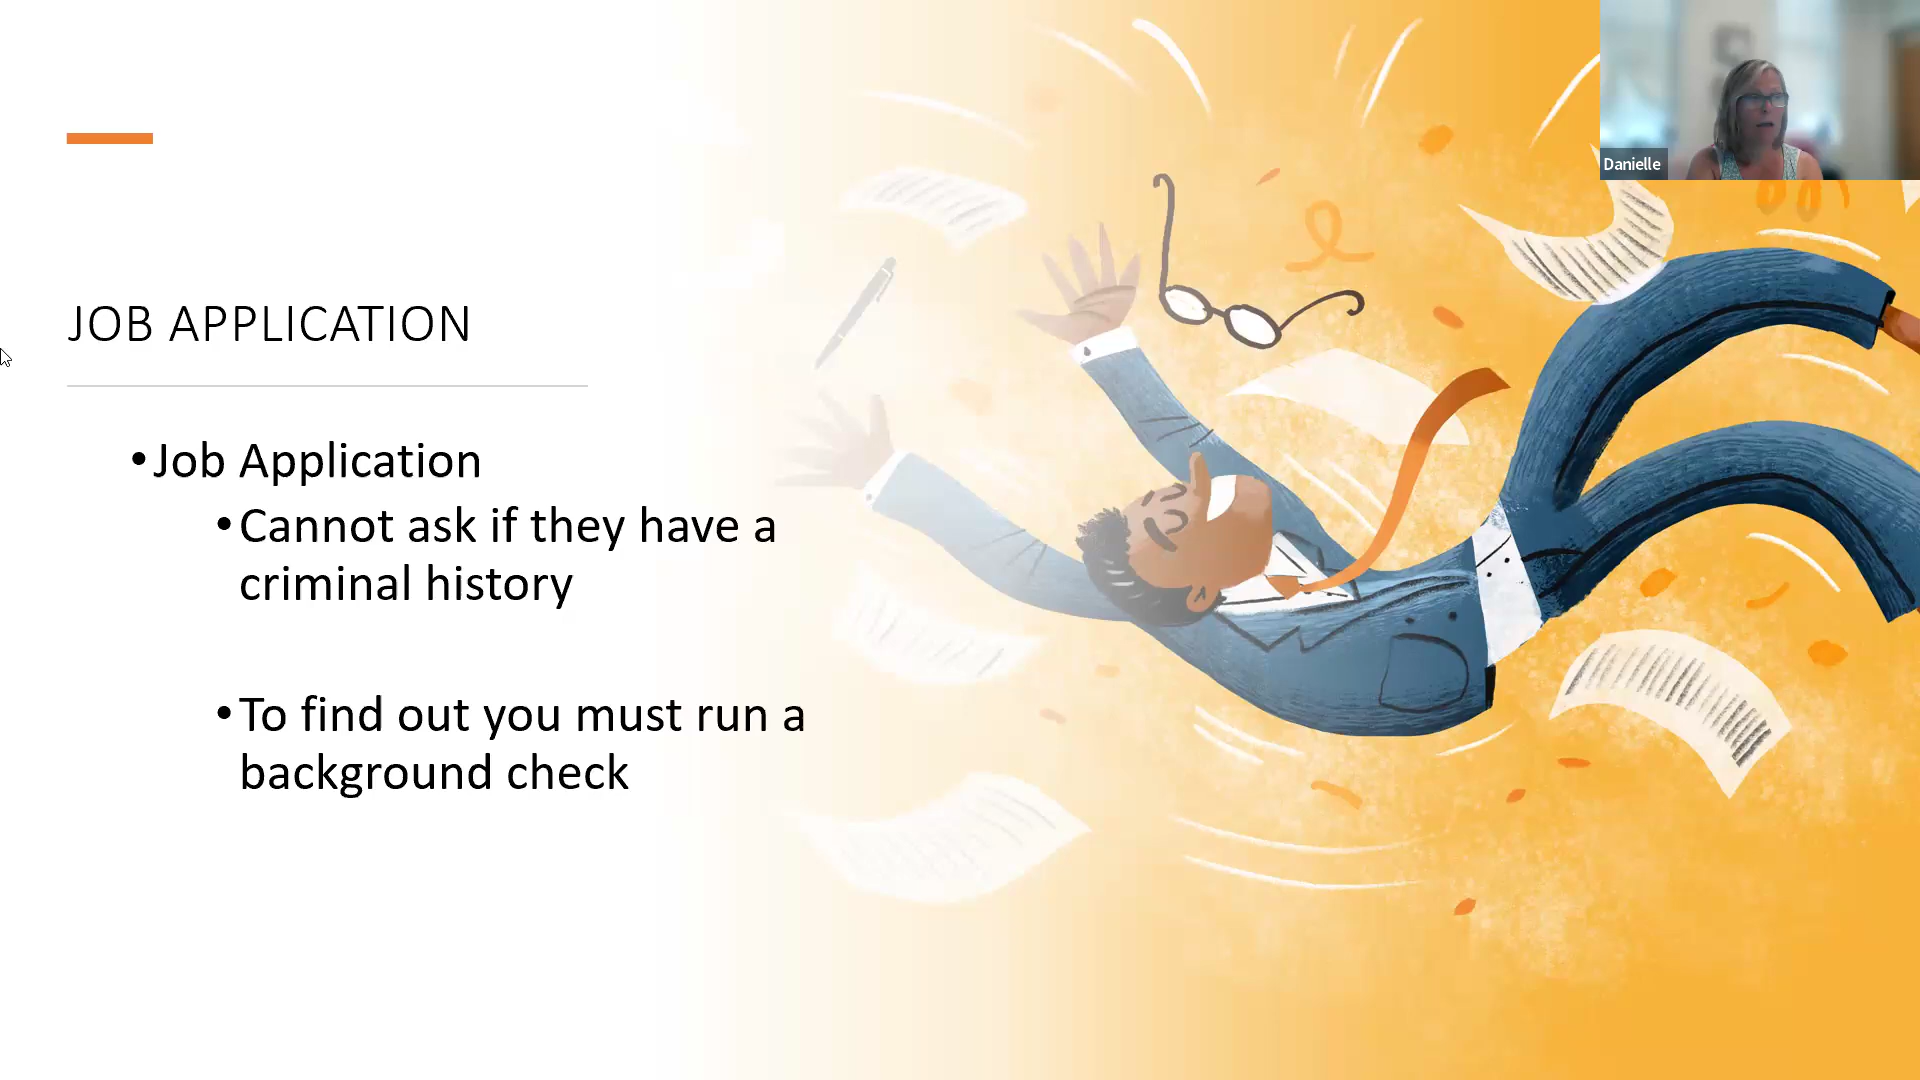 Danielle
JOB APPLICATION
•Job Application
•Cannot ask if they have a
criminal history
•To find out you must run a
background check